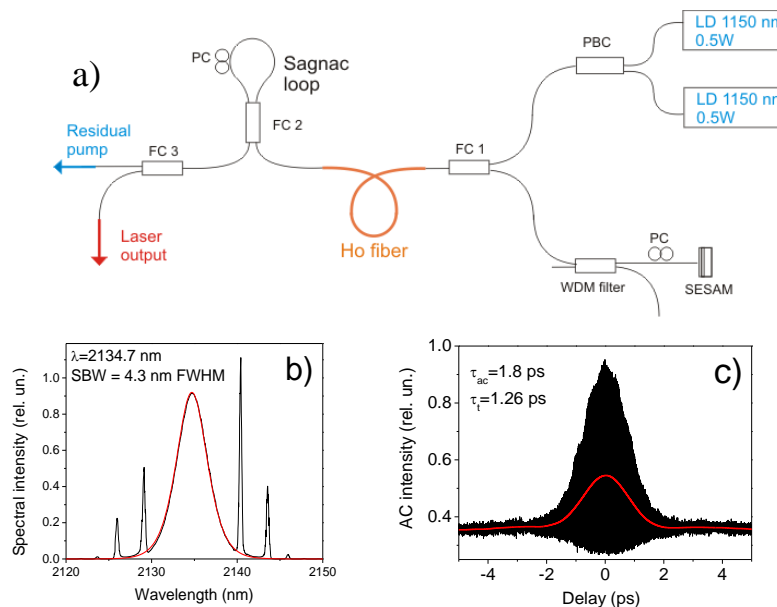 a)
PC
Sagnac
loop
FC 2
PBC
LD 1150 nm
0.5W
LD 1150 nm
0.5W
Residual
pump
FC 3
FC 1
Laser
output
Ho fiber
PC
WDM filter
SESAM
b)
λ=2134.7 nm
SBW = 4.3 nm FWHM
Spectral intensity (rel. un.)
1.0
0.8
0.6
0.4
0.2
0.0
2120
2130
2140
2150
Wavelength (nm)
c)
τac=1.8 ps
τt=1.26 ps
AC intensity (rel. un.)
1.0
0.8
0.6
0.4
-4
-2
0
2
4
Delay (ps)